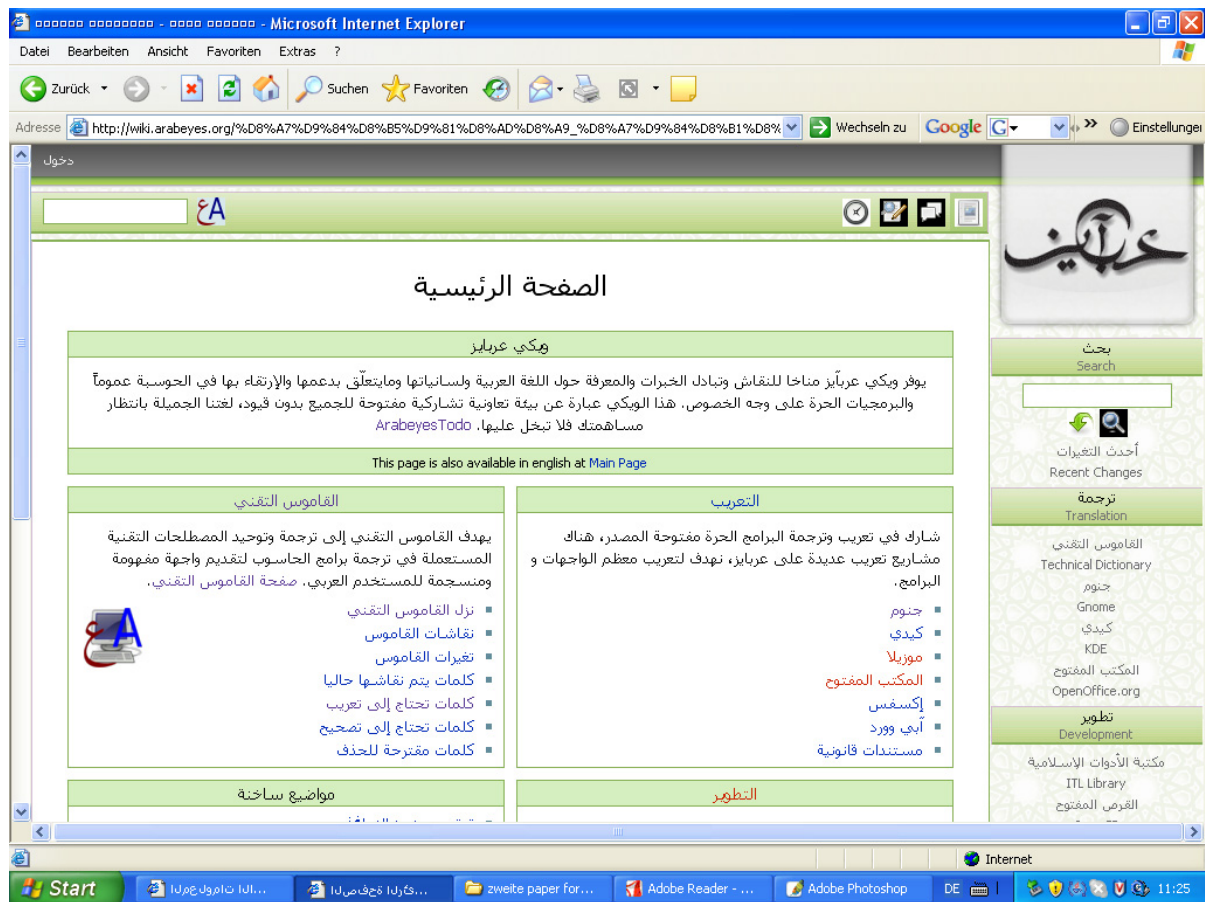 Microsoft Internet Explorer
Datei Bearbeiten Ansicht Favoriten Extras ?
Zurück Suchen Favoriten
Adresse http://wiki.arabeyes.org/%D8%A7%D9%84%D8%B5%D9%81%D8%AD%D8%A9_%D8%A7%D9%84%D8%B1%D8% Wechseln zu Google Einstellungen
دخول
عربآيز
الصفحة الرئيسية
ويكي عربايز
يوفر ويكي عربآيز مناخا للنقاش وتبادل الخبرات والمعرفة حول اللغة العربية ولسانياتها ومايتعلّق بدعمها والإرتقاء بها في الحوسبة عموماً
والبرمجيات الحرة على وجه الخصوص. هذا الويكي عبارة عن بيئة تعاونية تشاركية مفتوحة للجميع بدون قيود، لغتنا الجميلة بانتظار
مساهمتك فلا تبخل عليها. ArabeyesTodo
This page is also available in english at Main Page
التعريب
شارك في تعريب وترجمة البرامج الحرة مفتوحة المصدر، هناك
مشاريع تعريب عديدة على عربايز، نهدف لتعريب معظم الواجهات و
البرامج.
جنوم
كيدي
موزيلا
المكتب المفتوح
إكسفس
آبي وورد
مستندات قانونية
القاموس التقني
يهدف القاموس التقني إلى ترجمة وتوحيد المصطلحات التقنية
المستعملة في ترجمة برامج الحاسوب لتقديم واجهة مفهومة
ومنسجمة للمستخدم العربي. صفحة القاموس التقني.
نزل القاموس التقني
نقاشات القاموس
تغيرات القاموس
كلمات يتم نقاشها حاليا
كلمات تحتاج إلى تعريب
كلمات تحتاج إلى تصحيح
كلمات مقترحة للحذف
التطوير
مواضيع ساخنة
بحث
Search
أحدث التغيرات
Recent Changes
ترجمة
Translation
القاموس التقني
Technical Dictionary
جنوم
Gnome
كيدي
KDE
المكتب المفتوح
OpenOffice.org
تطوير
Development
مكتبة الأدوات الإسلامية
ITL Library
القرص المفتوح
Internet
Start
zweite paper for...
Adobe Reader - ...
Adobe Photoshop
DE
11:25